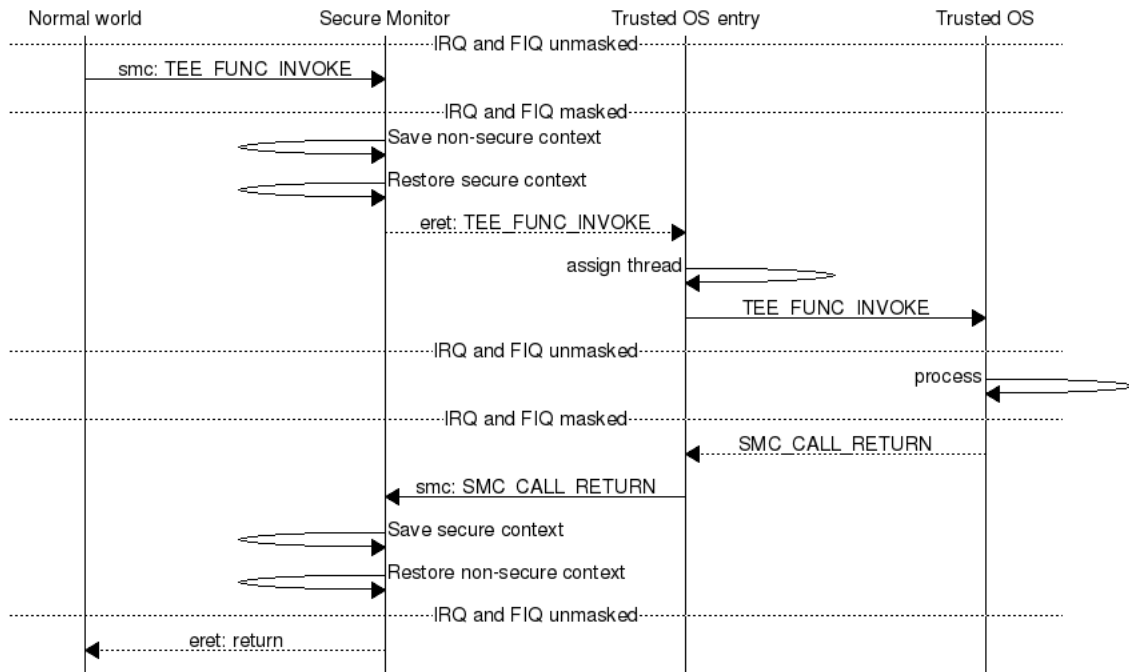 Normal world Secure Monitor Trusted OS entry Trusted OS
IRQ and FIQ unmasked
smc: TEE_FUNC_INVOKE
IRQ and FIQ masked
Save non-secure context
Restore secure context
eret: TEE_FUNC_INVOKE
assign thread
TEE_FUNC_INVOKE
IRQ and FIQ unmasked
process
IRQ and FIQ masked
SMC_CALL_RETURN
smc: SMC_CALL_RETURN
Save secure context
Restore non-secure context
IRQ and FIQ unmasked
eret: return